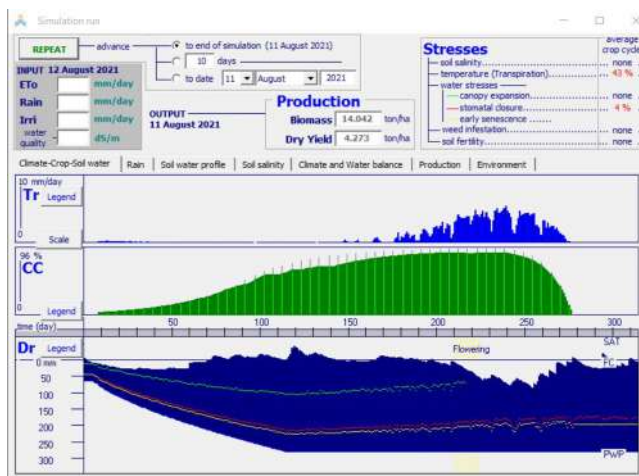 Simulation run
REPEAT
advance
to end of simulation (11 August 2021)
10 days
to date 11 August 2021
INPUT 12 August 2021
ETo mm/day
Rain mm/day
Irri mm/day
water quality dS/m
OUTPUT
11 August 2021
Production
Biomass 14.042 ton/ha
Dry Yield 4.273 ton/ha
Stresses
average
crop cycle
soil salinity none
temperature (Transpiration) 43 %
water stresses
canopy expansion none
stomatal closure 4 %
early senescence
weed infestation none
soil fertility none
Climate-Crop-Soil water Rain Soil water profile Soil salinity Climate and Water balance Production Environment
10 mm/day
Tr Legend
0
Scale
96 %
CC
0 Legend
time (day) 50 100 150 200 250 300
Dr Legend
Flowering
SAT
0 mm
FC
50
100
150
200
250
300
PWP